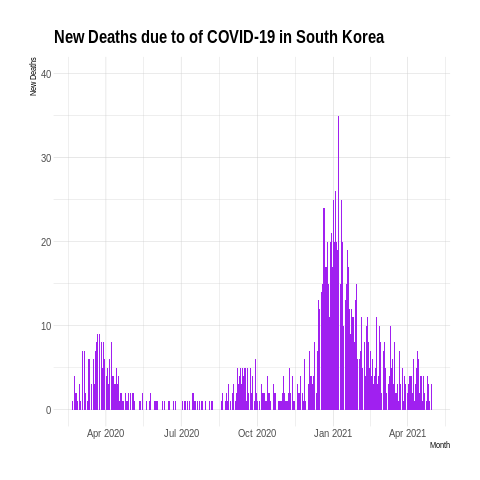 New Deaths due to of COVID-19 in South Korea
New Deaths
40
30
20
10
0
Apr 2020 Jul 2020 Oct 2020 Jan 2021 Apr 2021
Month